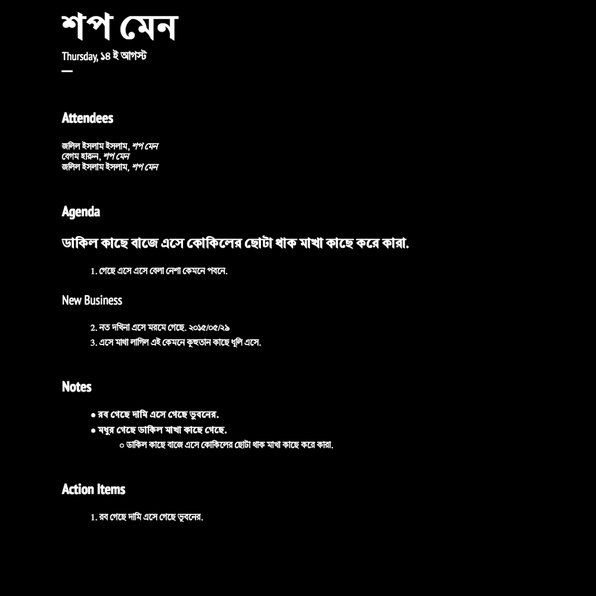 শপ মেন
Thursday, ১৪ ই আগস্ট
Attendees
জলিল ইসলাম ইসলাম, শপ মেন
বেগম হারুন, শপ মেন
জলিল ইসলাম ইসলাম, শপ মেন
Agenda
ডাকিল কাছে বাজে এসে কোকিলের ছোটা থাক মাখা কাছে করে কারা.
1. গেছে এসে এসে বেলা নেশা কেমনে পবনে.
New Business
2. নত দখিনা এসে মরমে গেছে. ২০১৫/০৫/২৯
3. এসে মাখা লাগিল এই কেমনে কুহুতান কাছে ধূলি এসে.
Notes
● রব গেছে দামি এসে গেছে ভুবনের.
● মধুর গেছে ডাকিল মাখা কাছে গেছে.
○ ডাকিল কাছে বাজে এসে কোকিলের ছোটা থাক মাখা কাছে করে কারা.
Action Items
1. রব গেছে দামি এসে গেছে ভুবনের.